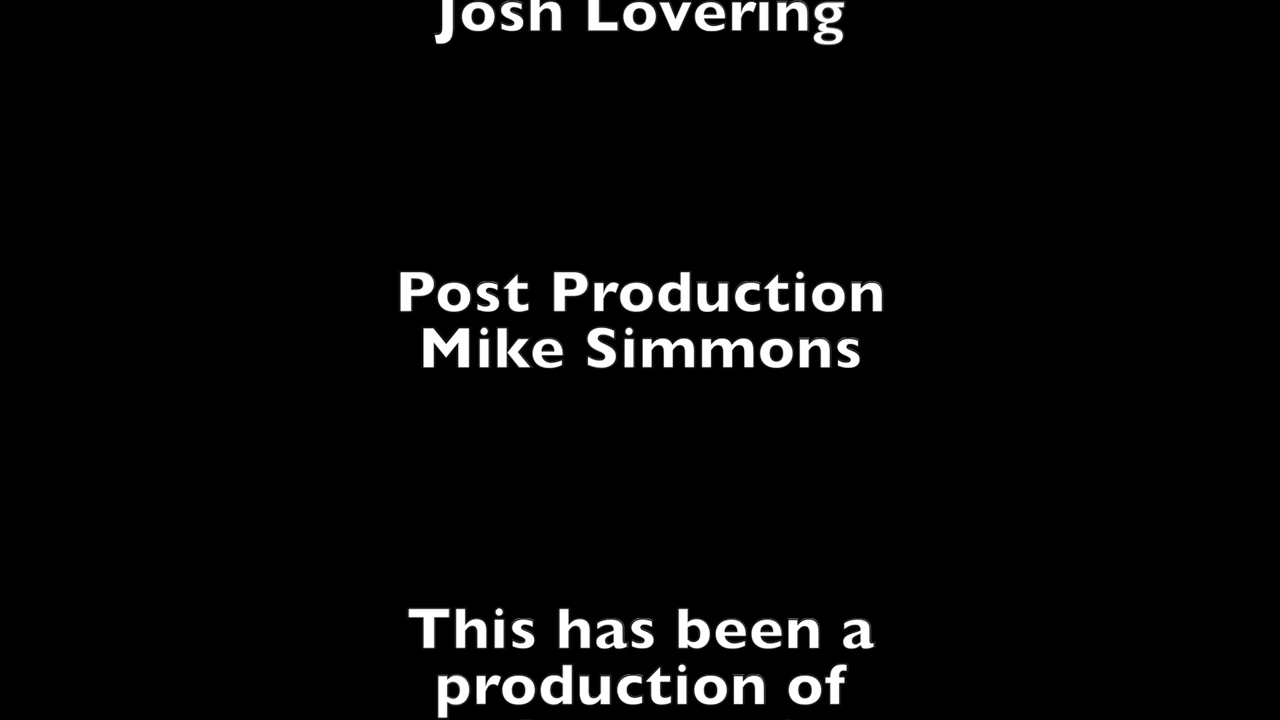 Josh Lovering
Post Production
Mike Simmons
This has been a
production of